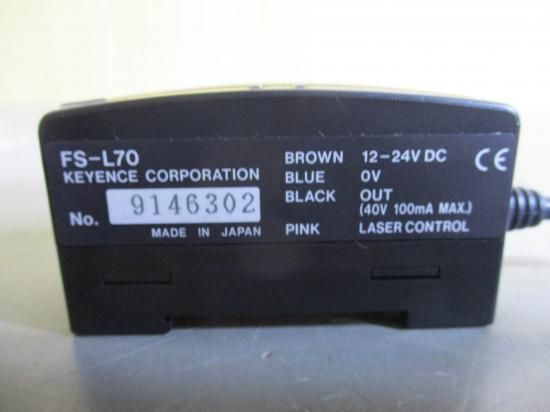 FS-L70
KEYENCE CORPORATION
No. 9146302
MADE IN JAPAN
BROWN 12-24V DC
BLUE 0V
BLACK OUT
(40V 100mA MAX.)
PINK LASER CONTROL
CE